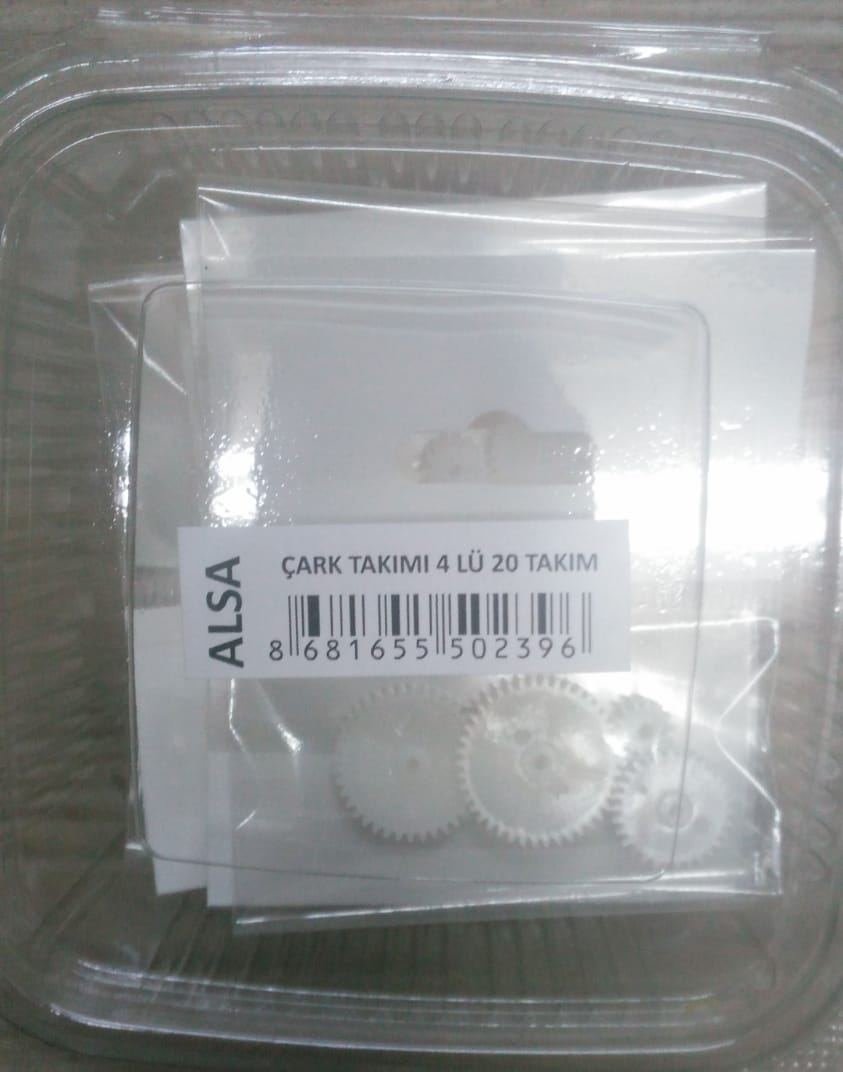 ALSA
ÇARK TAKIMI 4 LÜ 20 TAKIM
8 681655 502396